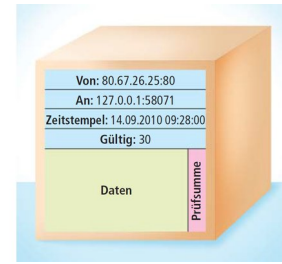 Von: 80.67.26.25:80
An: 127.0.0.1:58071
Zeitstempel: 14.09.2010 09:28:00
Gültig: 30
Daten
Prüfsumme